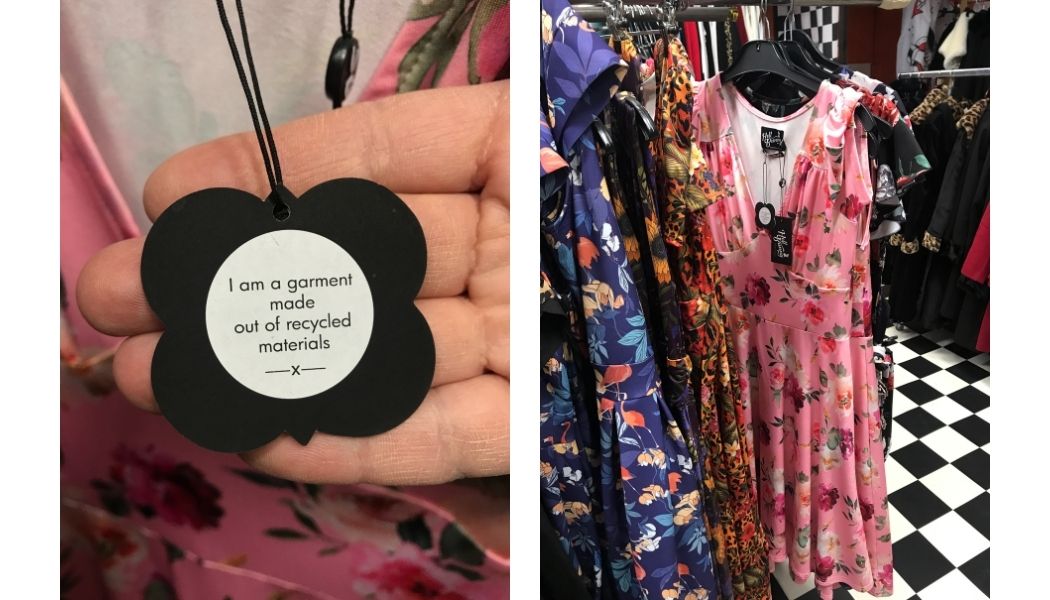 I am a garment
made
out of recycled
materials
—x—